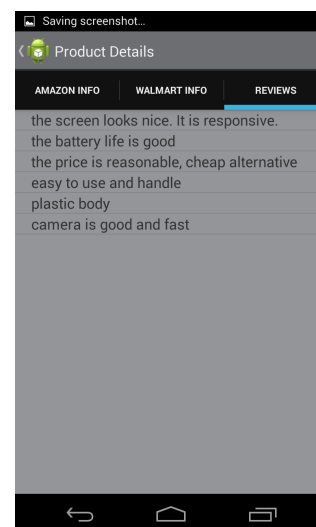 Saving screenshot...
Product Details
AMAZON INFO WALMART INFO REVIEWS
the screen looks nice. It is responsive.
the battery life is good
the price is reasonable, cheap alternative
easy to use and handle
plastic body
camera is good and fast